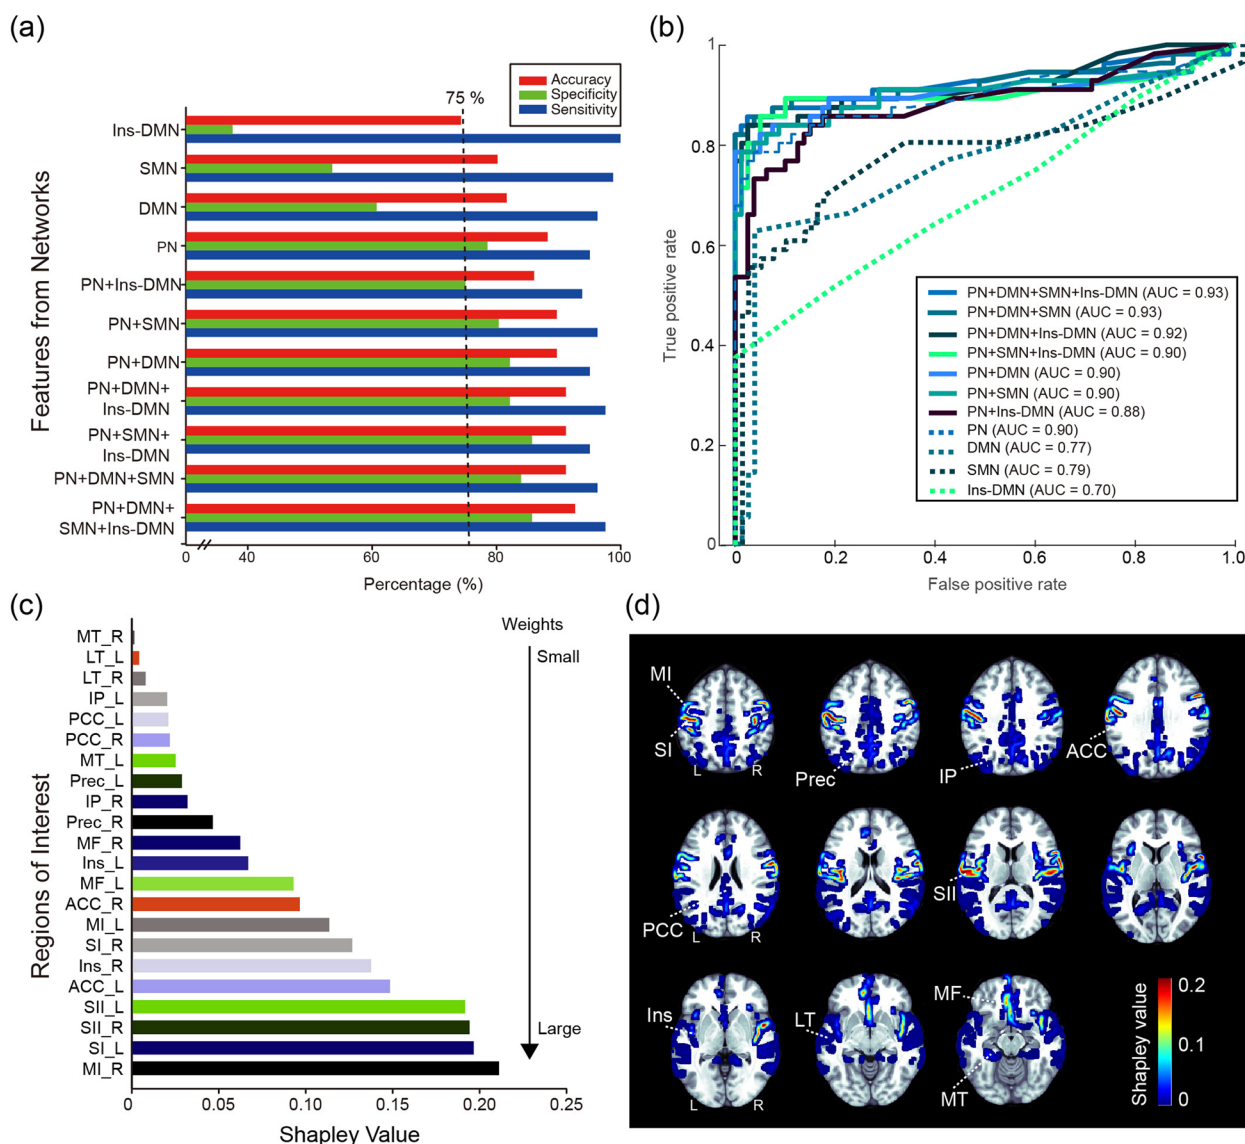 (a)
Features from Networks
Accuracy
Specificity
Sensitivity
75 %
Ins-DMN
SMN
DMN
PN
PN+Ins-DMN
PN+SMN
PN+DMN
PN+DMN+
Ins-DMN
PN+SMN+
Ins-DMN
PN+DMN+SMN
PN+DMN+
SMN+Ins-DMN
0 40 60 80 100
Percentage (%)
(b)
True positive rate
1
0.8
0.6
0.4
0.2
0
PN+DMN+SMN+Ins-DMN (AUC = 0.93)
PN+DMN+SMN (AUC = 0.93)
PN+DMN+Ins-DMN (AUC = 0.92)
PN+SMN+Ins-DMN (AUC = 0.90)
PN+DMN (AUC = 0.90)
PN+SMN (AUC = 0.90)
PN+Ins-DMN (AUC = 0.88)
PN (AUC = 0.90)
DMN (AUC = 0.77)
SMN (AUC = 0.79)
Ins-DMN (AUC = 0.70)
0 0.2 0.4 0.6 0.8 1.0
False positive rate
(c)
Regions of Interest
Weights
Small
Large
MT_R
LT_L
LT_R
IP_L
PCC_L
PCC_R
MT_L
Prec_L
IP_R
Prec_R
MF_R
Ins_L
MF_L
ACC_R
MI_L
SI_R
Ins_R
ACC_L
SII_L
SII_R
SI_L
MI_R
0 0.05 0.10 0.15 0.20 0.25
Shapley Value
(d)
MI
SI
L R
Prec
IP
ACC
PCC
L R
SII
Ins
L R
LT
MF
MT
Shapley value
0.2
0.1
0